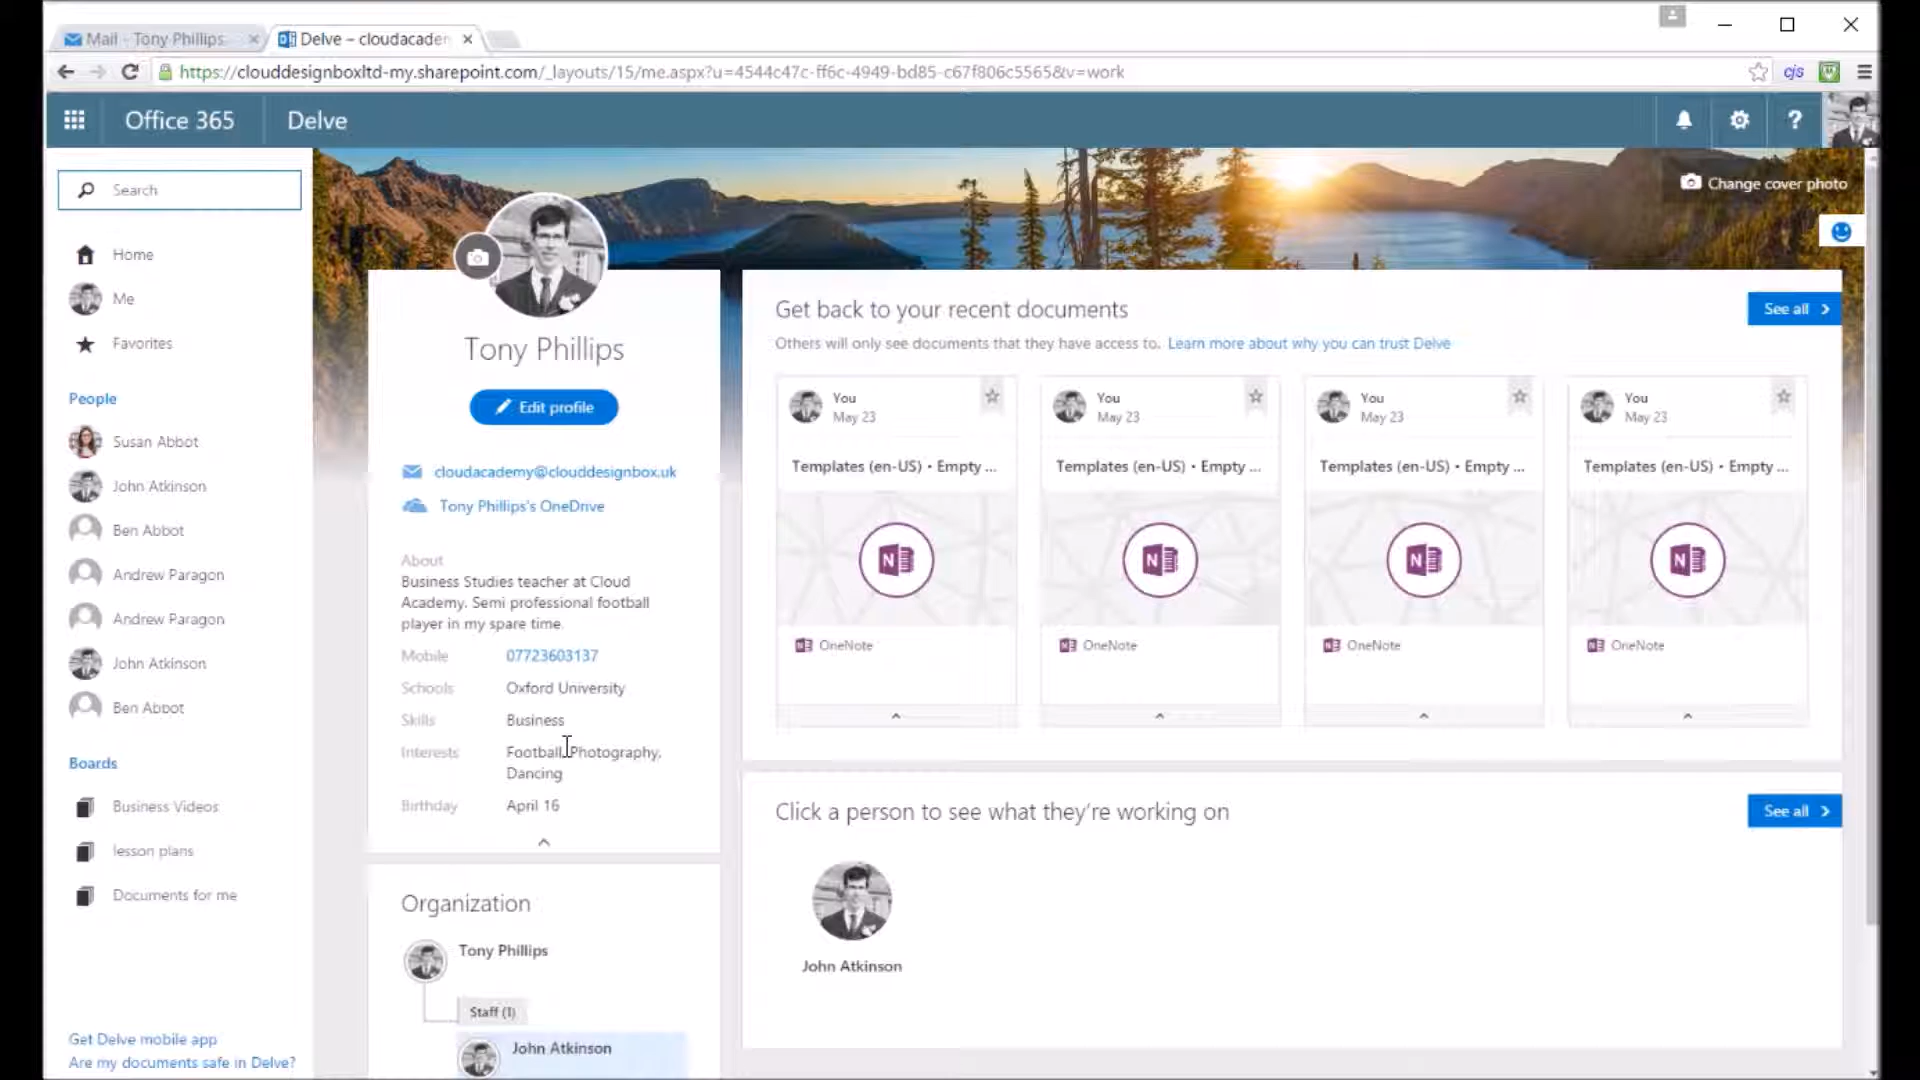 Mail - Tony Phillips
Delve – cloudacaden
https://clouddesignboxltd-my.sharepoint.com/_layouts/15/me.aspx?u=4544c47c-ff6c-4949-bd85-c67f806c5565&v=work
cjs
Office 365
Delve
?
Search
Home
Me
Favorites
People
Susan Abbot
John Atkinson
Ben Abbot
Andrew Paragon
Andrew Paragon
John Atkinson
Ben Abbot
Boards
Business Videos
lesson plans
Documents for me
Get Delve mobile app
Are my documents safe in Delve?
Change cover photo
Tony Phillips
Edit profile
cloudacademy@clouddesignbox.uk
Tony Phillips's OneDrive
About
Business Studies teacher at Cloud
Academy. Semi professional football
player in my spare time.
Mobile 07723603137
Schools Oxford University
Skills Business
Interests Football, Photography,
Dancing
Birthday April 16
Organization
Tony Phillips
Staff (1)
John Atkinson
Get back to your recent documents
See all
Others will only see documents that they have access to. Learn more about why you can trust Delve
You
May 23
Templates (en-US) • Empty ...
N
OneNote
You
May 23
Templates (en-US) • Empty ...
N
OneNote
You
May 23
Templates (en-US) • Empty ...
N
OneNote
You
May 23
Templates (en-US) • Empty ...
N
OneNote
Click a person to see what they're working on
See all
John Atkinson